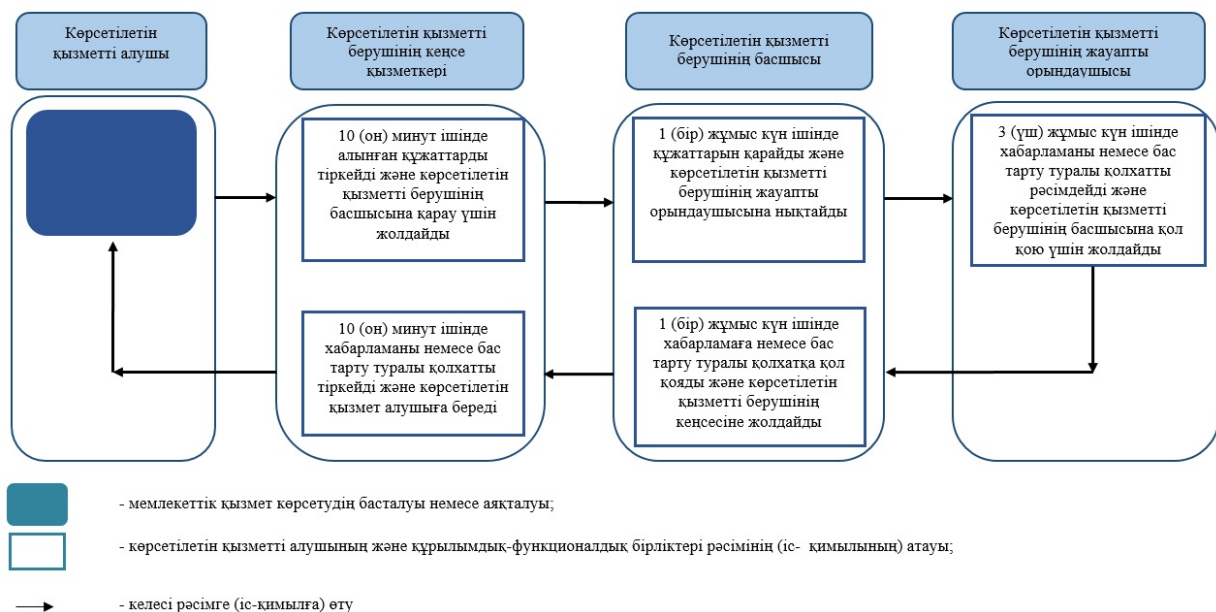 Көрсетілетін
қызметті алушы
Көрсетілетін қызметті
берушінің кеңсе
қызметкері
Көрсетілетін қызметті
берушінің басшысы
Көрсетілетін қызметті
берушінің жауапты
орындаушысы
10 (он) минут ішінде
алынған құжаттарды
тіркейді және көрсетілетін
қызметті берушінің
басшысына қарау үшін
жолдайды
1 (бір) жұмыс күн ішінде
құжаттарын қарайды және
көрсетілетін қызметті
берушінің жауапты
орындаушысына нықтайды
3 (үш) жұмыс күн ішінде
хабарламаны немесе бас
тарту туралы қолхатты
рәсімдейді және
көрсетілетін қызметті
берушінің басшысына қол
қою үшін жолдайды
10 (он) минут ішінде
хабарламаны немесе бас
тарту туралы қолхатты
тіркейді және көрсетілетін
қызмет алушыға береді
1 (бір) жұмыс күн ішінде
хабарламаға немесе бас
тарту туралы қолхатқа қол
қояды және көрсетілетін
қызметті берушінің
кеңсесіне жолдайды
- мемлекеттік қызмет көрсетудің басталуы немесе аяқталуы;
- көрсетілетін қызметті алушының және құрылымдық-функционалдық бірліктері рәсімінің (іс- қимылының) атауы;
- келесі рәсімге (іс-қимылға) өту